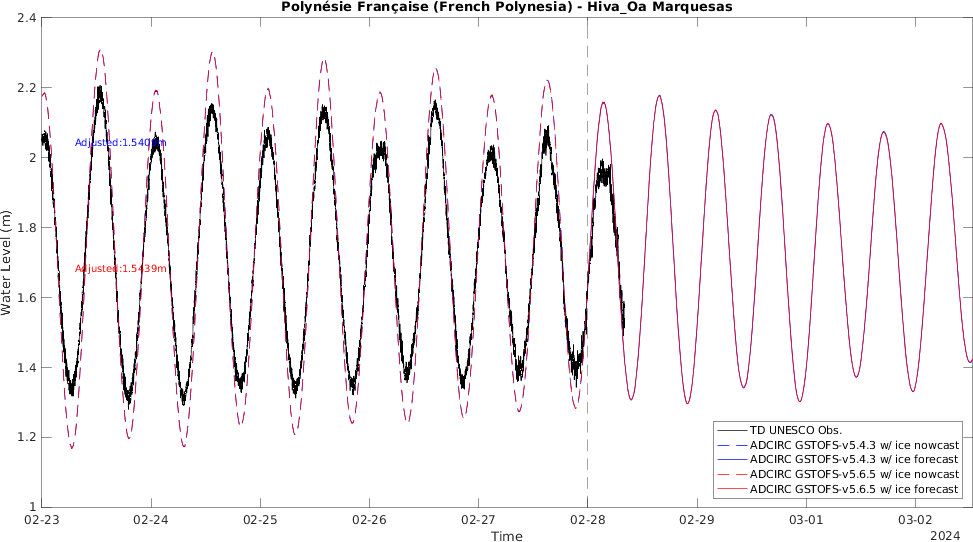 Polynésie Française (French Polynesia) - Hiva_Oa Marquesas
2.4
2.2
2
1.8
1.6
1.4
1.2
1
Water Level (m)
Adjusted:1.5439m
TD UNESCO Obs.
ADCIRC GSTOFS-v5.4.3 w/ ice nowcast
ADCIRC GSTOFS-v5.4.3 w/ ice forecast
ADCIRC GSTOFS-v5.6.5 w/ ice nowcast
ADCIRC GSTOFS-v5.6.5 w/ ice forecast
02-23 02-24 02-25 02-26 02-27 02-28 02-29 03-01 03-02
Time
2024